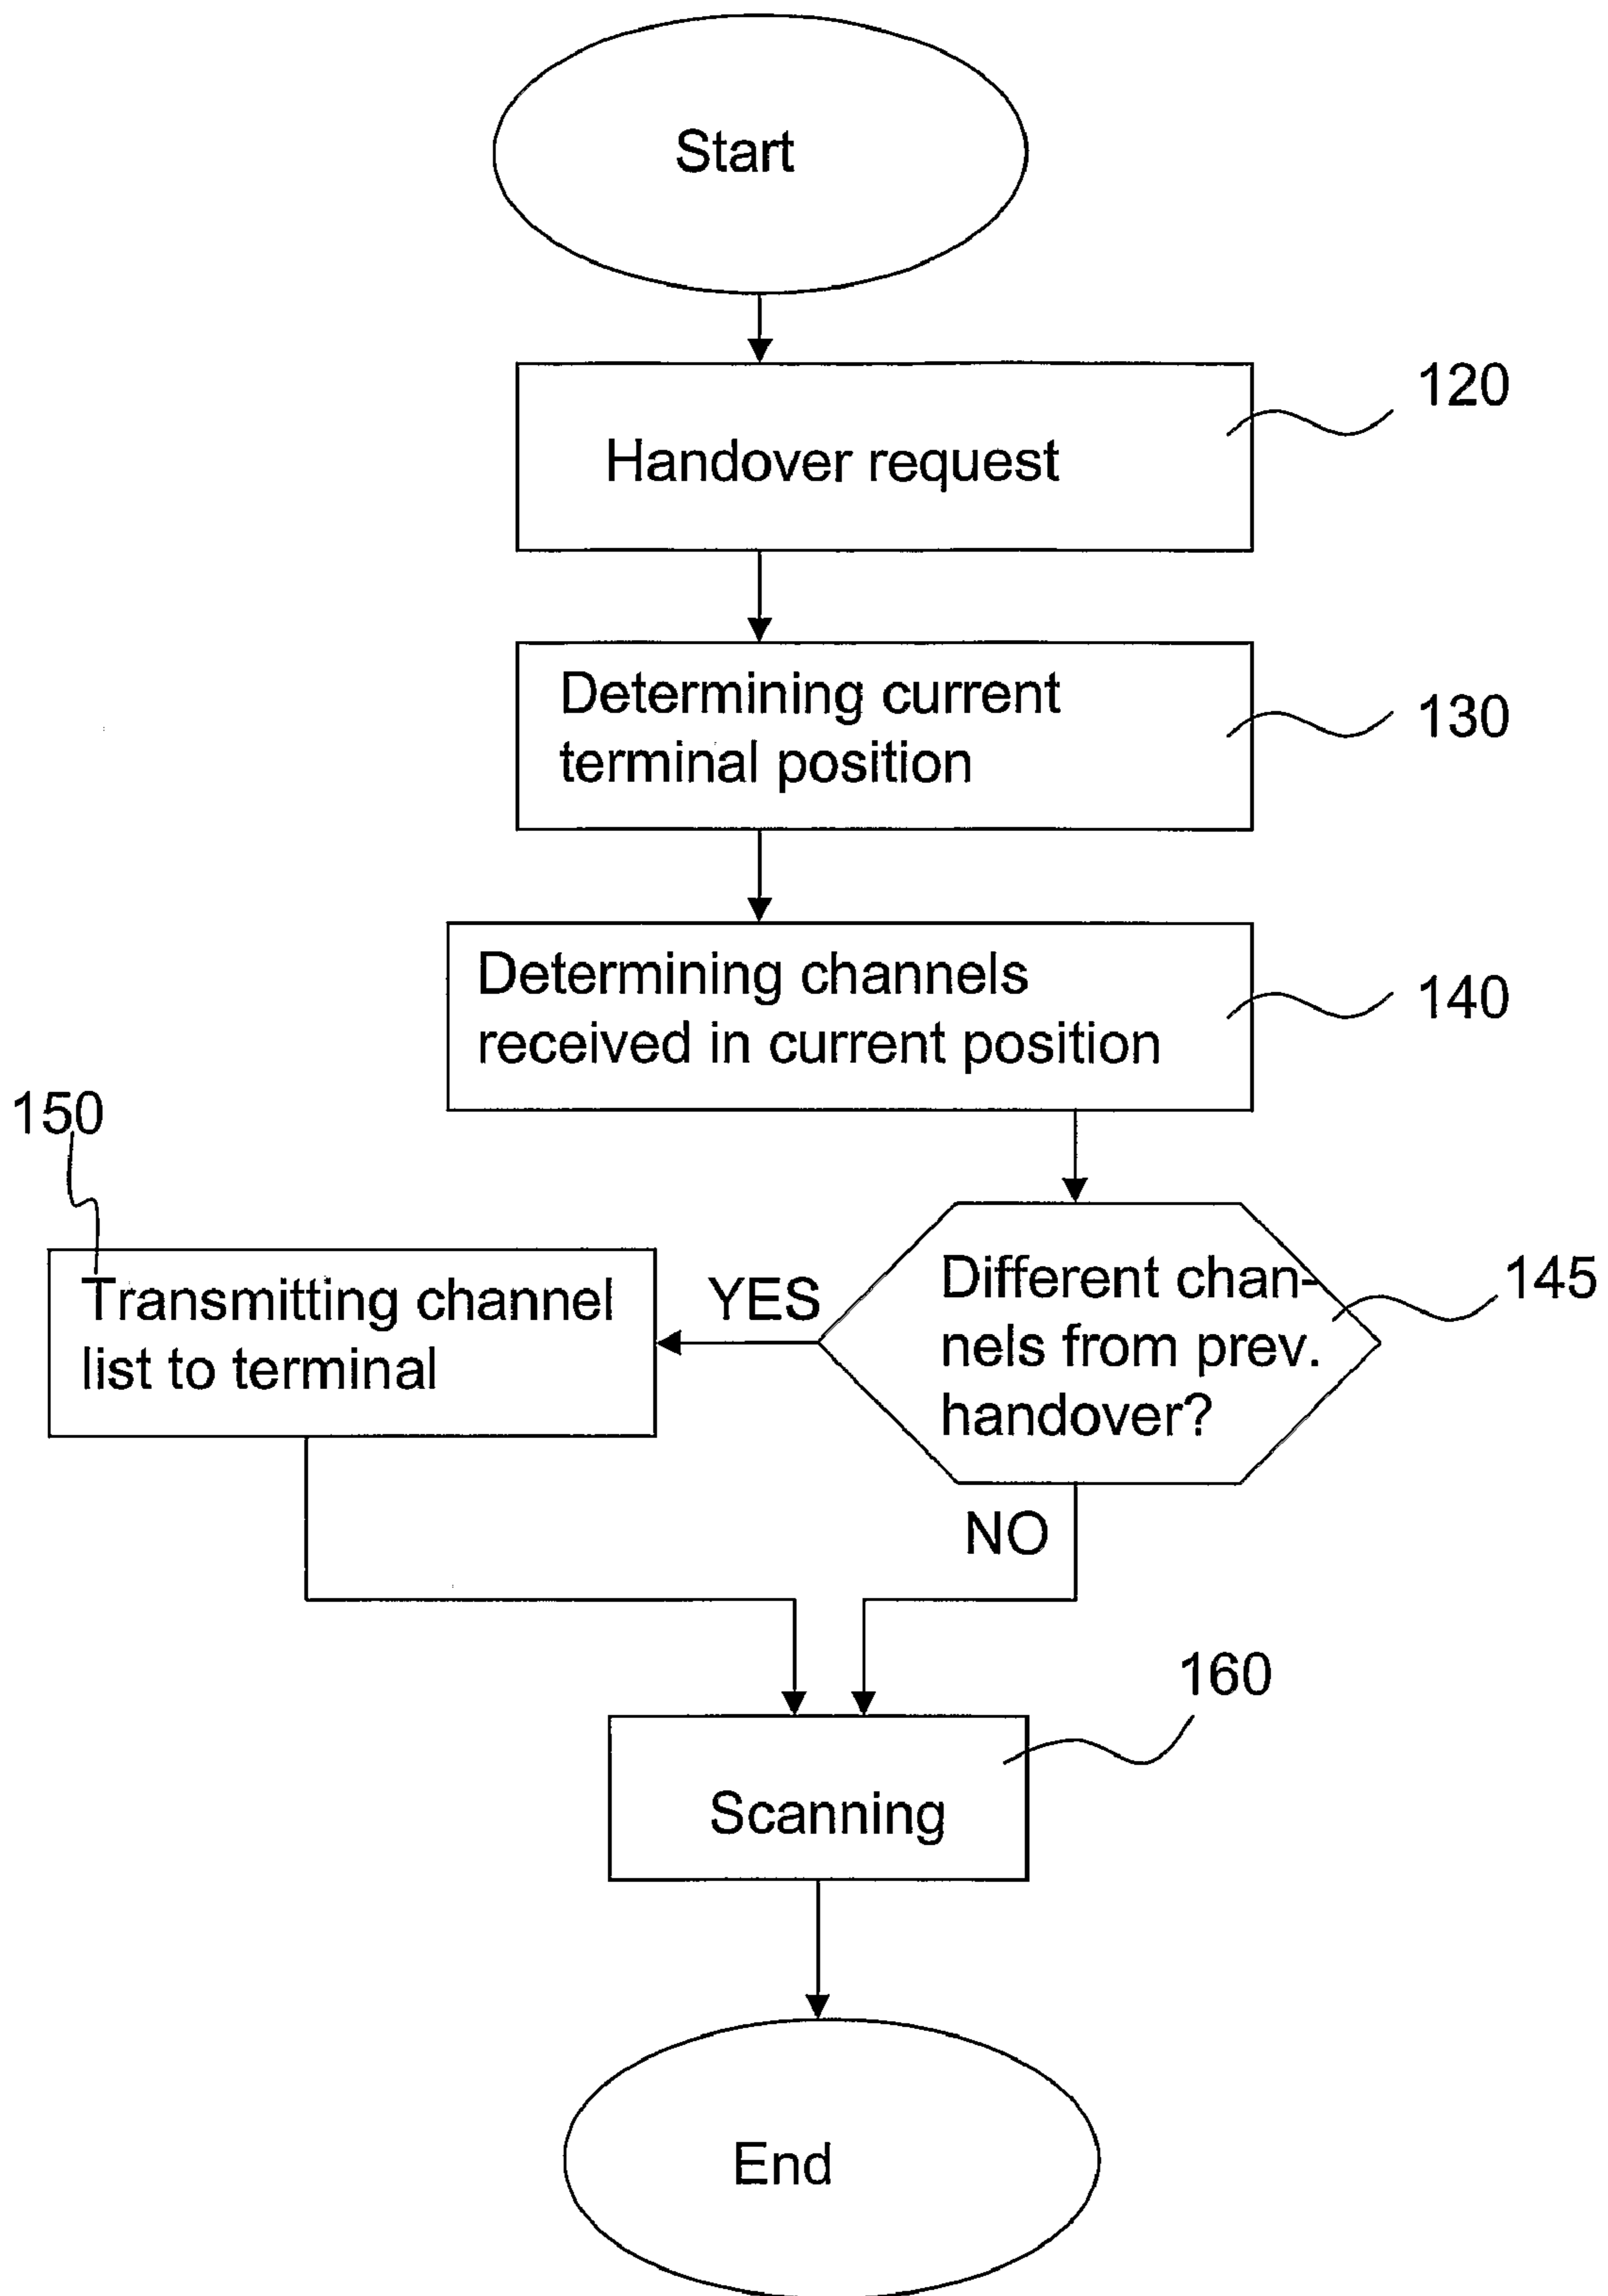 Start
120
Handover request
Determining current
terminal position
130
Determining channels
received in current position
140
150
Transmitting channel
list to terminal
YES
Different chan-
nels from prev.
handover?
145
NO
160
Scanning
End